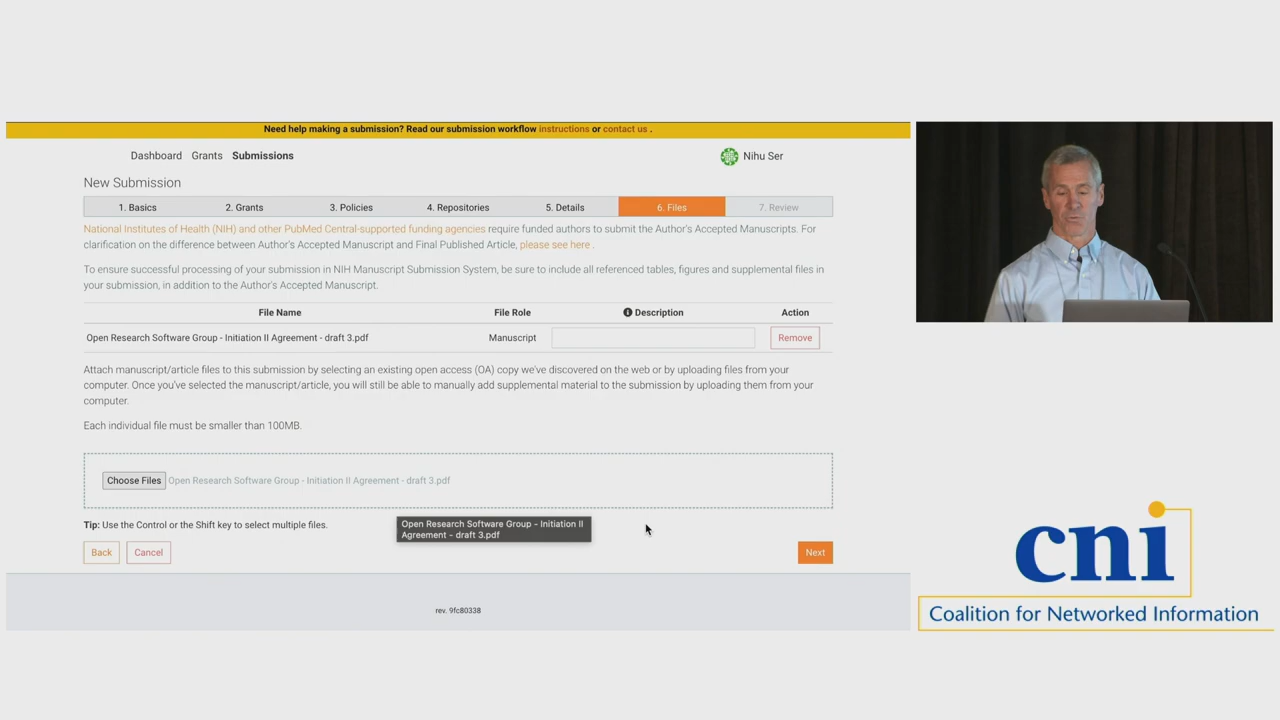 Need help making a submission? Read our submission workflow instructions or contact us .
Dashboard Grants Submissions
Nihu Ser
New Submission
1. Basics 2. Grants 3. Policies 4. Repositories 5. Details 6. Files 7. Review
National Institutes of Health (NIH) and other PubMed Central-supported funding agencies require funded authors to submit the Author's Accepted Manuscripts. For
clarification on the difference between Author's Accepted Manuscript and Final Published Article, please see here .
To ensure successful processing of your submission in NIH Manuscript Submission System, be sure to include all referenced tables, figures and supplemental files in
your submission, in addition to the Author's Accepted Manuscript.
File Name File Role Description Action
Open Research Software Group - Initiation II Agreement - draft 3.pdf Manuscript Remove
Attach manuscript/article files to this submission by selecting an existing open access (OA) copy we've discovered on the web or by uploading files from your
computer. Once you've selected the manuscript/article, you will still be able to manually add supplemental material to the submission by uploading them from your
computer.
Each individual file must be smaller than 100MB.
Choose Files Open Research Software Group - Initiation II Agreement - draft 3.pdf
Tip: Use the Control or the Shift key to select multiple files.
Open Research Software Group - Initiation II
Agreement - draft 3.pdf
Back Cancel Next
rev. 9fc80338
cni
Coalition for Networked Information